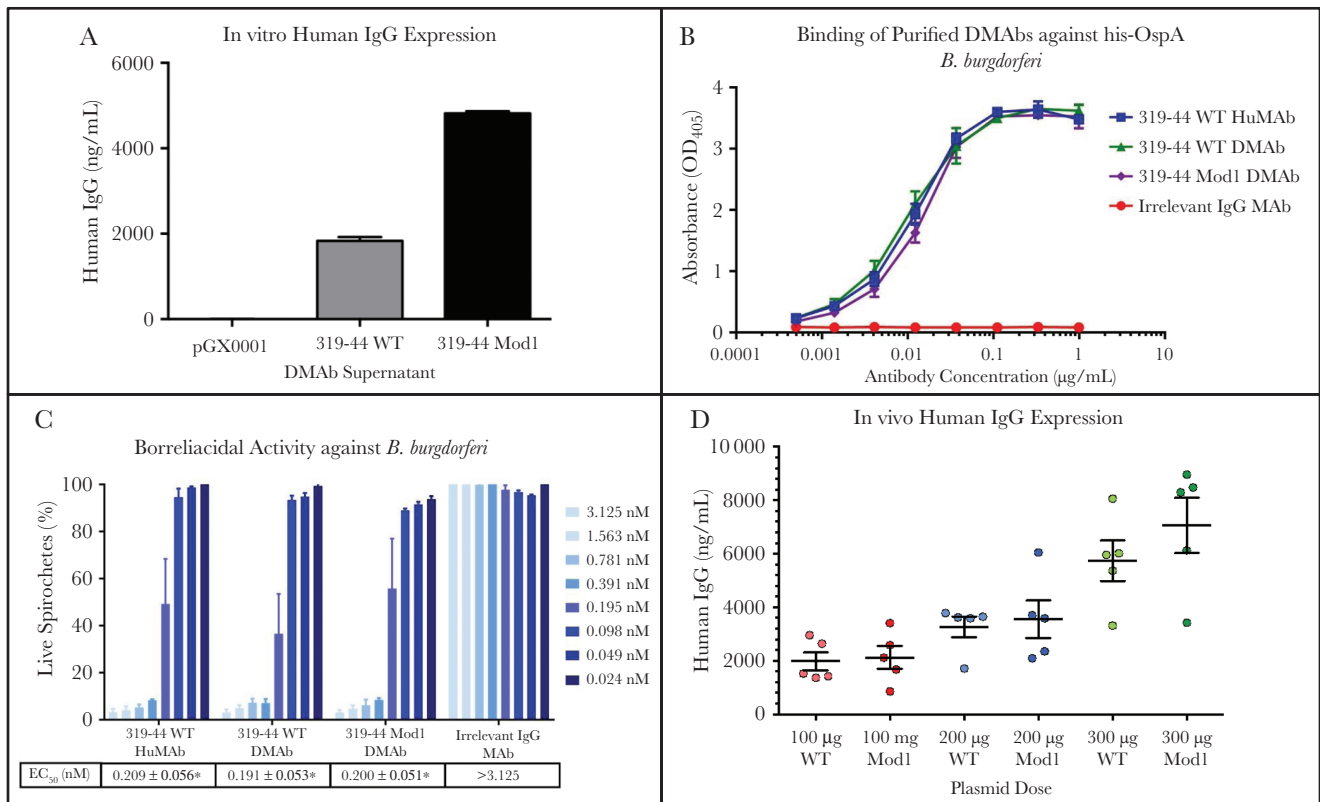 A
In vitro Human IgG Expression
Human IgG (ng/mL)
6000
4000
2000
0
pGX0001
319-44 WT
319-44 Mod1
DMAb Supernatant
B
Binding of Purified DMAbs against his-OspA
B. burgdorferi
Absorbance (OD405)
4
3
2
1
0
0.0001
0.001
0.01
0.1
1
10
Antibody Concentration (μg/mL)
319-44 WT HuMAb
319-44 WT DMAb
319-44 Mod1 DMAb
Irrelevant IgG MAb
C
Borreliacidal Activity against B. burgdorferi
Live Spirochetes (%)
100
80
60
40
20
0
319-44 WT
HuMAb
319-44 WT
DMAb
319-44 Mod1
DMAb
Irrelevant IgG
MAb
3.125 nM
1.563 nM
0.781 nM
0.391 nM
0.195 nM
0.098 nM
0.049 nM
0.024 nM
EC50 (nM) 0.209 ± 0.056* 0.191 ± 0.053* 0.200 ± 0.051* >3.125
D
In vivo Human IgG Expression
Human IgG (ng/mL)
10 000
8000
6000
4000
2000
0
100 μg
WT
100 mg
Mod1
200 μg
WT
200 μg
Mod1
300 μg
WT
300 μg
Mod1
Plasmid Dose